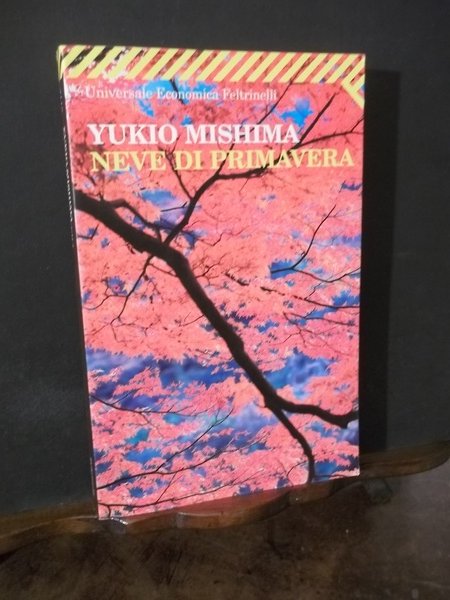 Universale Economica Feltrinelli
YUKIO MISHIMA
NEVE DI PRIMAVERA